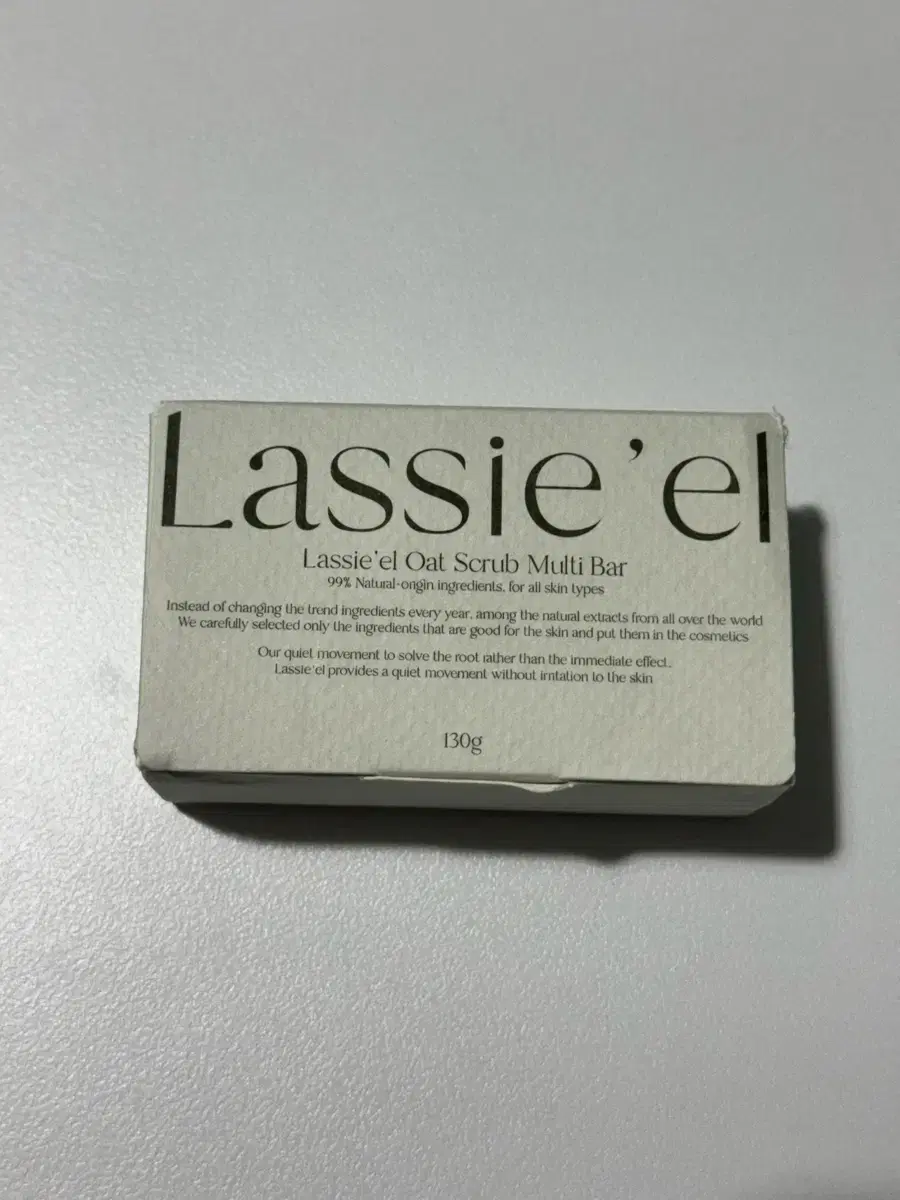 Lassie'el
Lassie'el Oat Scrub Multi Bar
99% Natural-origin ingredients, for all skin types
Instead of changing the trend ingredients every year, among the natural extracts from all over the world
We carefully selected only the ingredients that are good for the skin and put them in the cosmetics
Our quiet movement to solve the root rather than the immediate effect.
Lassie'el provides a quiet movement without irritation to the skin
130g